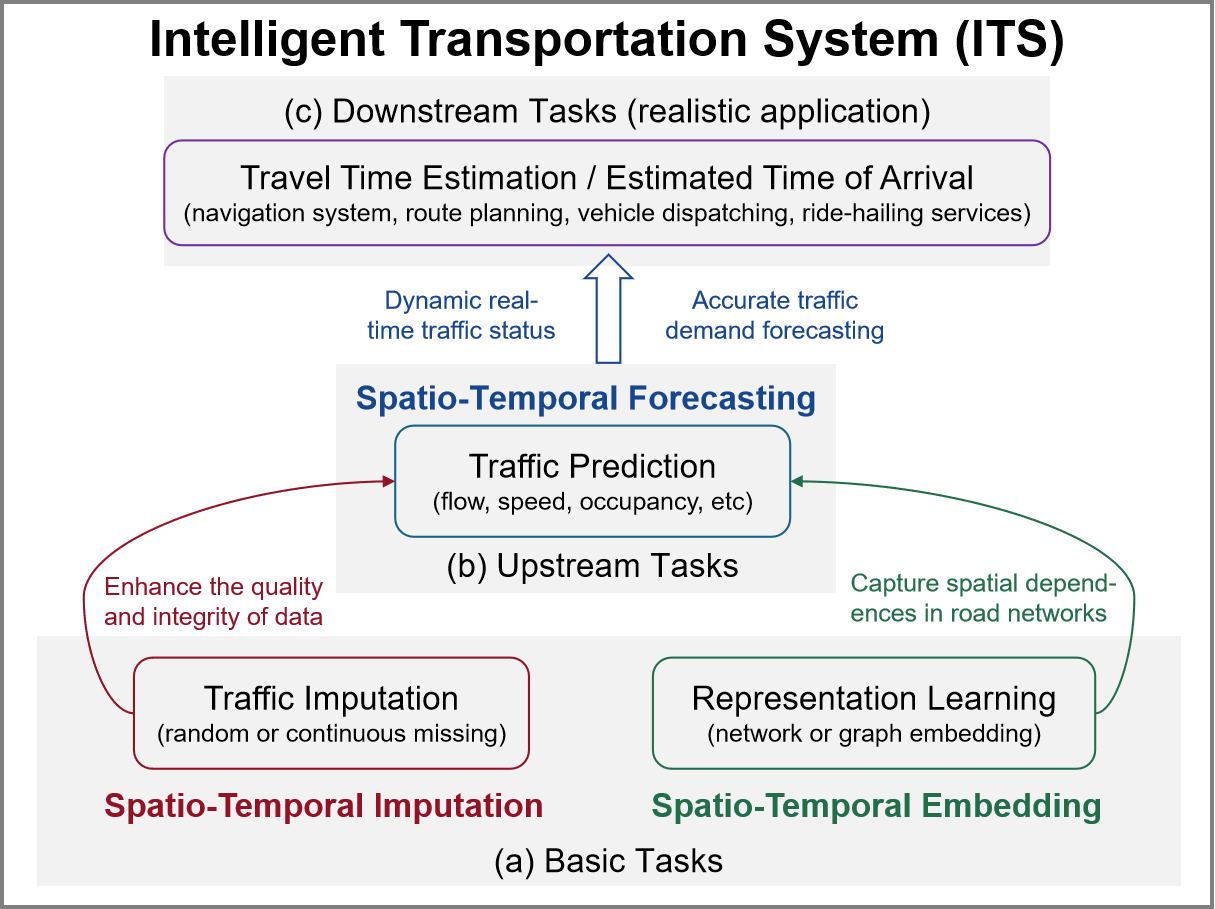 Intelligent Transportation System (ITS)
(c) Downstream Tasks (realistic application)
Travel Time Estimation / Estimated Time of Arrival
(navigation system, route planning, vehicle dispatching, ride-hailing services)
Dynamic real-
time traffic status
Accurate traffic
demand forecasting
Spatio-Temporal Forecasting
Traffic Prediction
(flow, speed, occupancy, etc)
(b) Upstream Tasks
Enhance the quality
and integrity of data
Capture spatial depend-
ences in road networks
Traffic Imputation
(random or continuous missing)
Representation Learning
(network or graph embedding)
Spatio-Temporal Imputation
Spatio-Temporal Embedding
(a) Basic Tasks